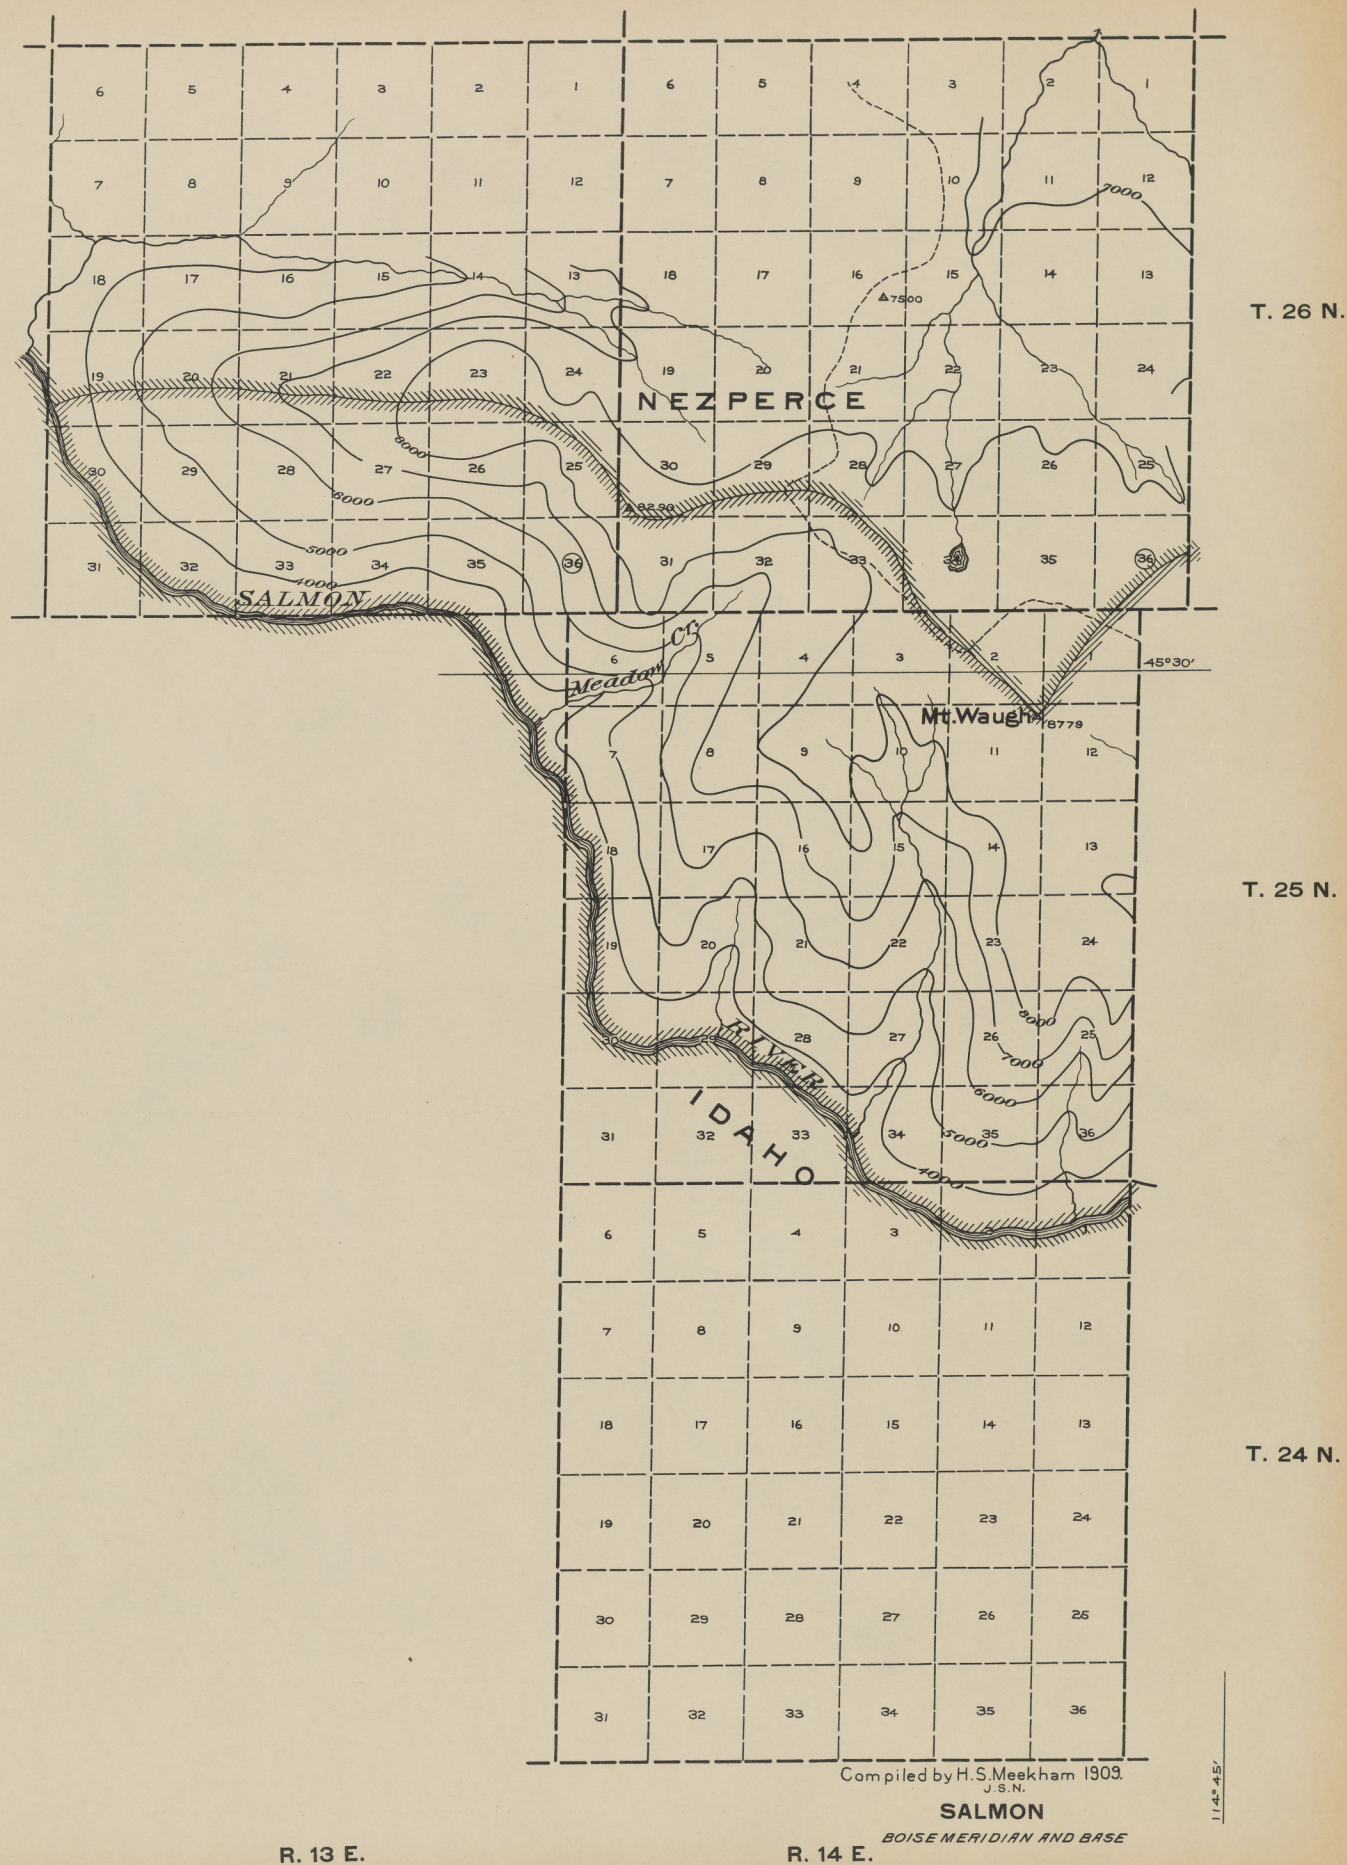 6 5 4 3 2 1 6 5 4 3 2 1
7 8 9 10 11 12 7 8 9 10 11 12
7000
18 17 16 15 14 13 18 17 16 15 14 13
7500
T. 26 N.
19 20 21 22 23 24 19 20 21 22 23 24
NEZPERCE
8000
30 29 28 27 26 25 30 29 28 27 26 25
6000
8290
5000
31 32 33 34 35 36 31 32 33 35 36
4000
SALMON
Meadow Cr.
6 5 4 3 2 1
45°30'
Mt. Waugh
8779
7 8 9 10 11 12
18 17 16 15 14 13
T. 25 N.
19 20 21 22 23 24
8000
30 29 28 27 26 25
RIVER
7000
6000
IDAHO
31 32 33 34 35 36
5000
4000
6 5 4 3 2 1
7 8 9 10 11 12
18 17 16 15 14 13
T. 24 N.
19 20 21 22 23 24
30 29 28 27 26 25
31 32 33 34 35 36
Compiled by H.S. Meekham 1909.
J.S.N.
SALMON
BOISE MERIDIAN AND BASE
114°45'
R. 13 E. R. 14 E.